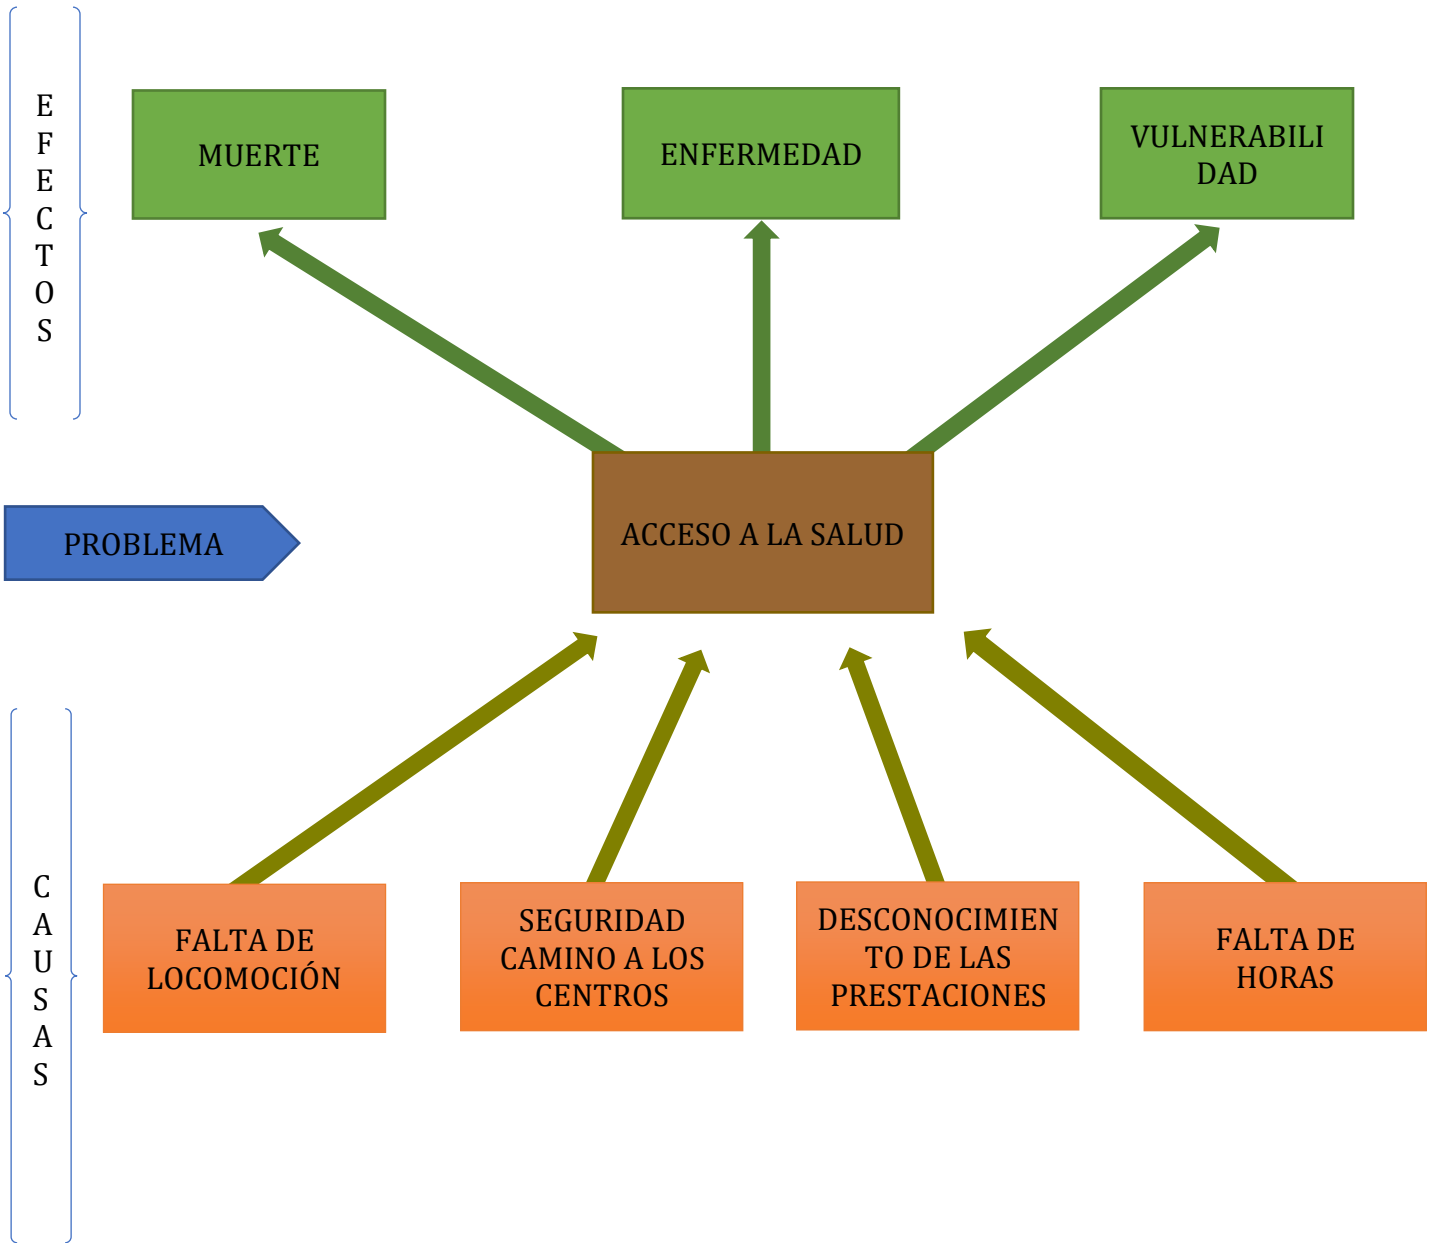 E
F
E
C
T
O
S
MUERTE
ENFERMEDAD
VULNERABILI
DAD
PROBLEMA
ACCESO A LA SALUD
C
A
U
S
A
S
FALTA DE
LOCOMOCIÓN
SEGURIDAD
CAMINO A LOS
CENTROS
DESCONOCIMIEN
TO DE LAS
PRESTACIONES
FALTA DE
HORAS